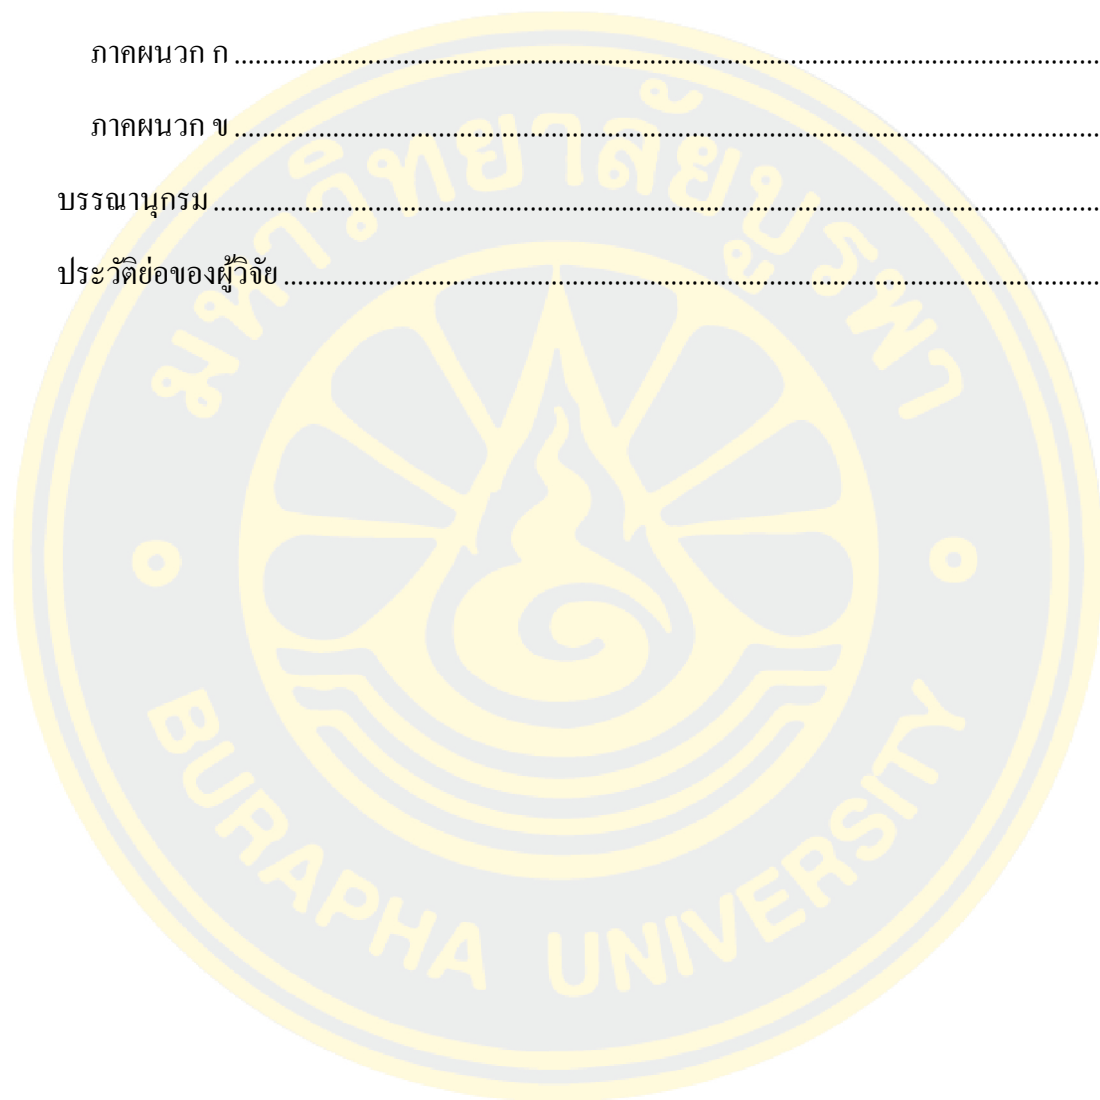 ภาคผนวก ก ........................................................................................................................
ภาคผนวก ข ........................................................................................................................
บรรณานุกรม ........................................................................................................................
ประวัติย่อของผู้วิจัย ........................................................................................................................
มหาวิทยาลัยบูรพา
BURAPHA UNIVERSITY